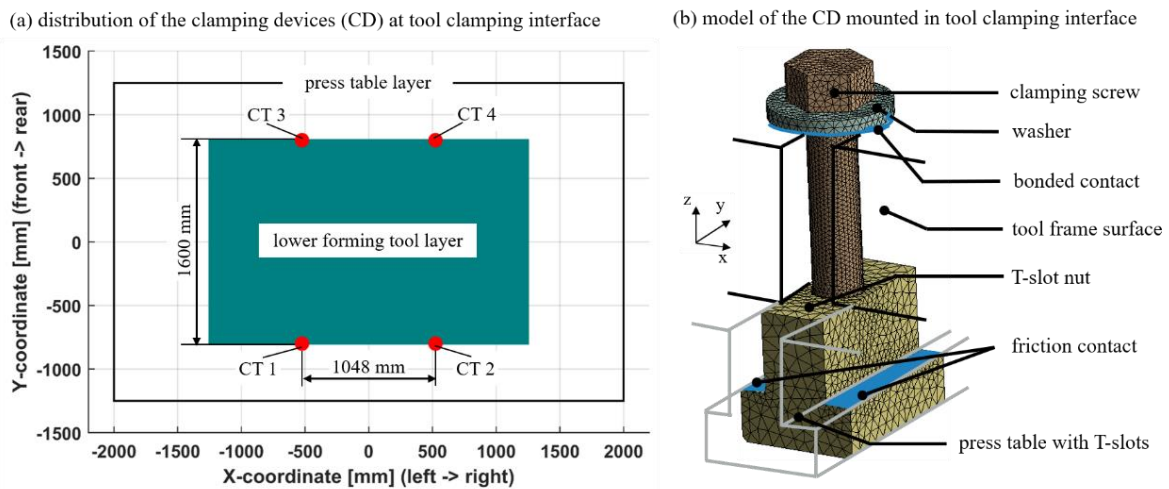 (a) distribution of the clamping devices (CD) at tool clamping interface
(b) model of the CD mounted in tool clamping interface
1500
1000
500
0
-500
-1000
-1500
Y-coordinate [mm] (front -> rear)
press table layer
CT 3
CT 4
1600 mm
lower forming tool layer
CT 1
CT 2
1048 mm
-2000
-1500
-1000
-500
0
500
1000
1500
2000
X-coordinate [mm] (left -> right)
z
y
x
clamping screw
washer
bonded contact
tool frame surface
T-slot nut
friction contact
press table with T-slots